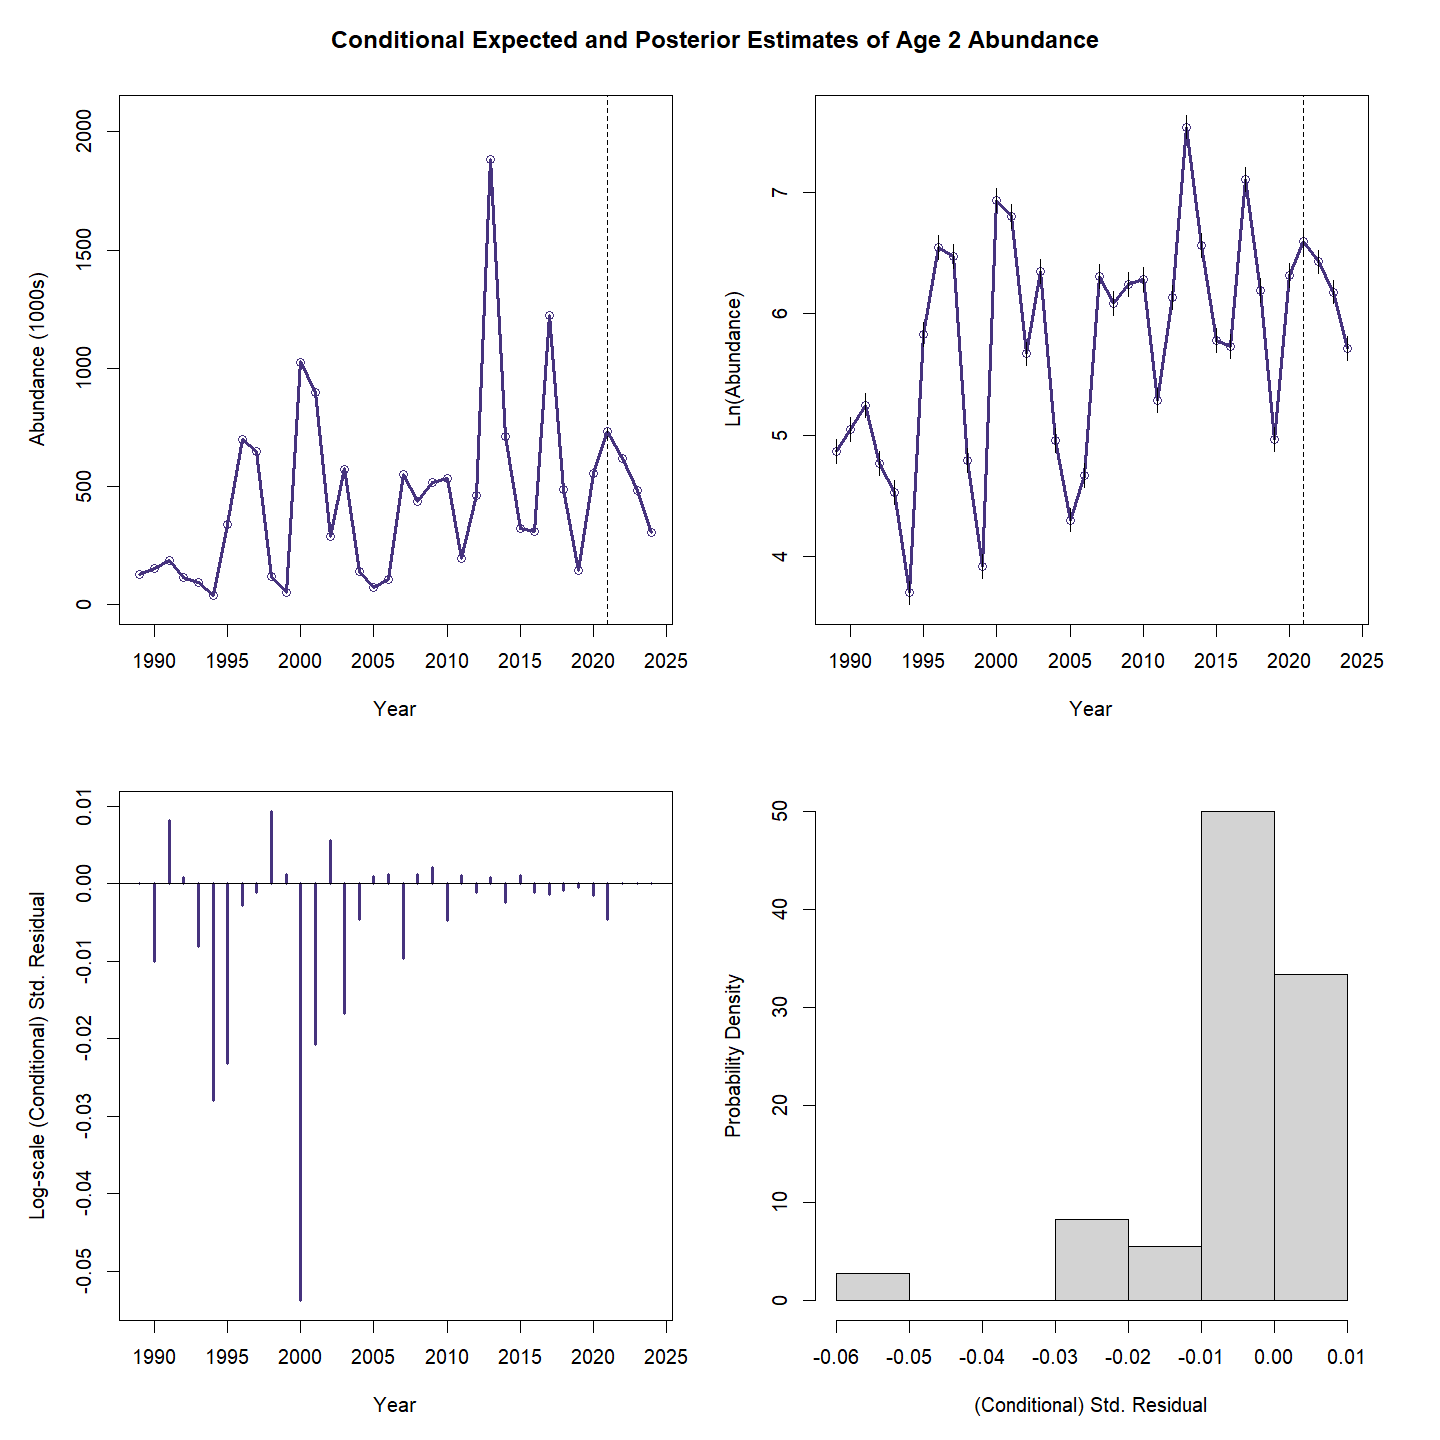 Conditional Expected and Posterior Estimates of Age 2 Abundance
Abundance (1000s)
2000
1500
1000
500
0
1990 1995 2000 2005 2010 2015 2020 2025
Year
Ln(Abundance)
7
6
5
4
1990 1995 2000 2005 2010 2015 2020 2025
Year
Log-scale (Conditional) Std. Residual
0.01
0.00
-0.01
-0.02
-0.03
-0.04
-0.05
1990 1995 2000 2005 2010 2015 2020 2025
Year
Probability Density
50
40
30
20
10
0
-0.06 -0.05 -0.04 -0.03 -0.02 -0.01 0.00 0.01
(Conditional) Std. Residual